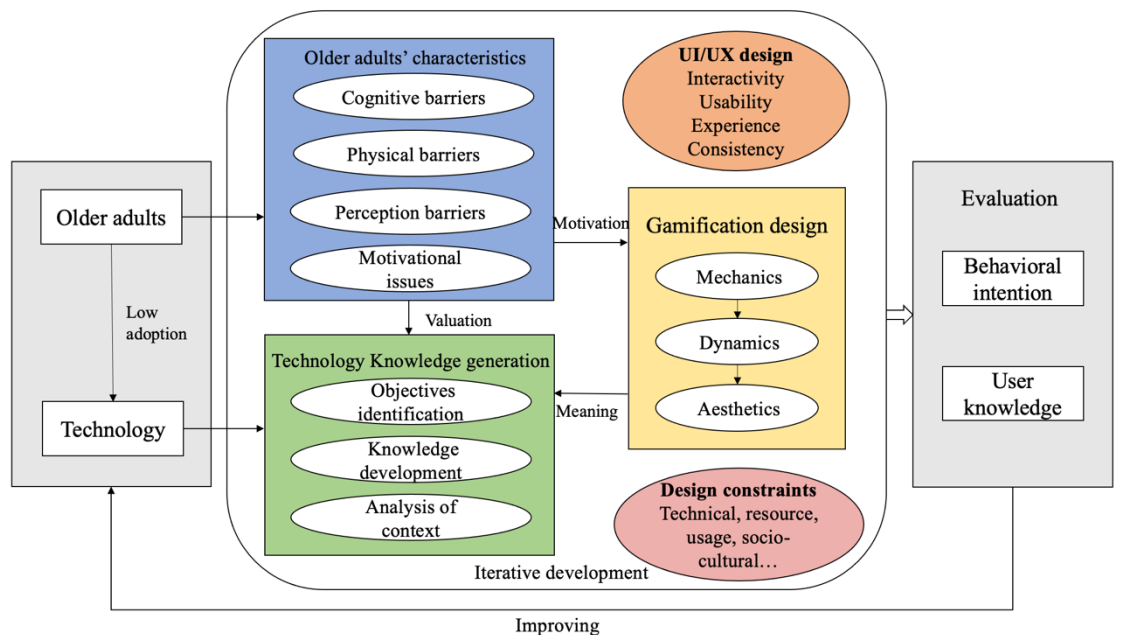 Older adults
Low
adoption
Technology
Older adults' characteristics
Cognitive barriers
Physical barriers
Perception barriers
Motivational
issues
Valuation
Technology Knowledge generation
Objectives
identification
Knowledge
development
Analysis of
context
Motivation
Meaning
UI/UX design
Interactivity
Usability
Experience
Consistency
Gamification design
Mechanics
Dynamics
Aesthetics
Design constraints
Technical, resource,
usage, socio-
cultural…
Iterative development
Evaluation
Behavioral
intention
User
knowledge
Improving